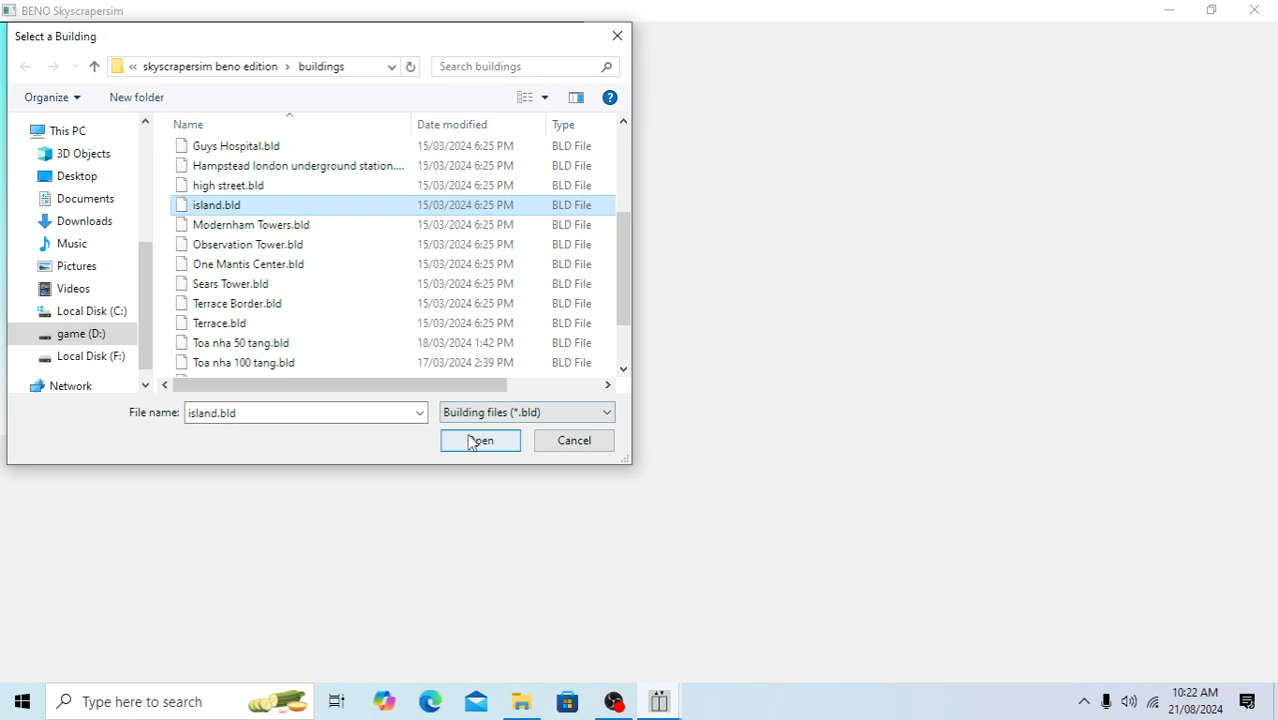 BENO Skyscrapersim
Select a Building
« skyscrapersim beno edition › buildings
Search buildings
Organize
New folder
This PC
3D Objects
Desktop
Documents
Downloads
Music
Pictures
Videos
Local Disk (C:)
game (D:)
Local Disk (F:)
Network
Name Date modified Type
Guys Hospital.bld 15/03/2024 6:25 PM BLD File
Hampstead london underground station.... 15/03/2024 6:25 PM BLD File
high street.bld 15/03/2024 6:25 PM BLD File
island.bld 15/03/2024 6:25 PM BLD File
Modernham Towers.bld 15/03/2024 6:25 PM BLD File
Observation Tower.bld 15/03/2024 6:25 PM BLD File
One Mantis Center.bld 15/03/2024 6:25 PM BLD File
Sears Tower.bld 15/03/2024 6:25 PM BLD File
Terrace Border.bld 15/03/2024 6:25 PM BLD File
Terrace.bld 15/03/2024 6:25 PM BLD File
Toa nha 50 tang.bld 18/03/2024 1:42 PM BLD File
Toa nha 100 tang.bld 17/03/2024 2:39 PM BLD File
File name: island.bld Building files (*.bld)
Open Cancel
Type here to search
10:22 AM
21/08/2024